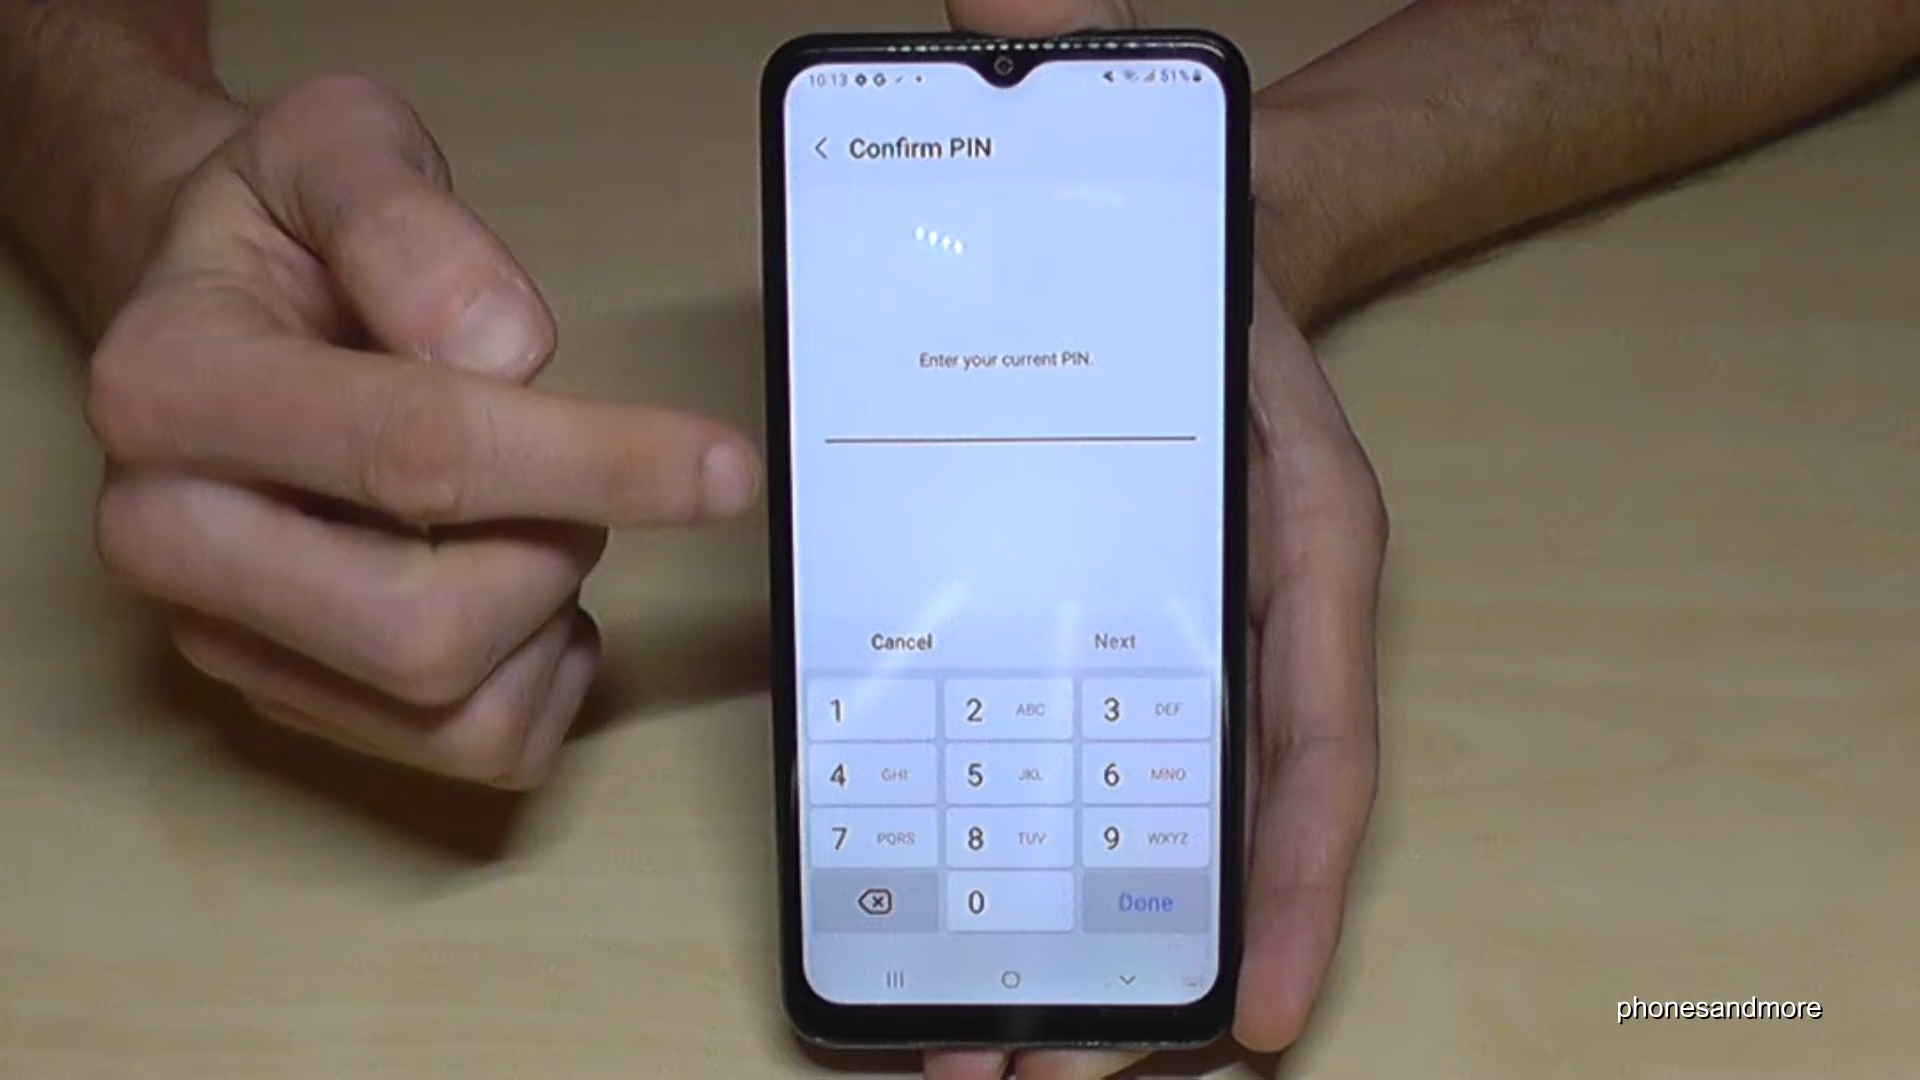 10:13 51%
Confirm PIN
Enter your current PIN.
Cancel Next
1 2 ABC 3 DEF
4 GHI 5 JKL 6 MNO
7 PQRS 8 TUV 9 WXYZ
0 Done
phonesandmore